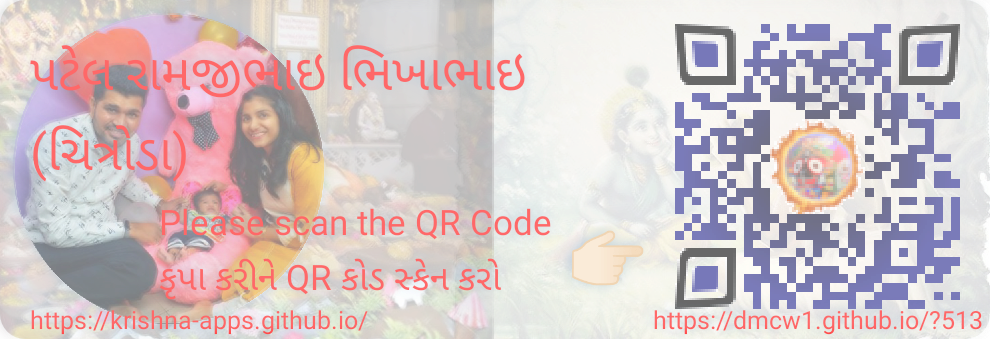 પટેલ રામજીભાઇ ભિખાભાઇ
(ચિત્રોડા)
Please scan the QR Code
કૃપા કરીને QR કોડ સ્કેન કરો
https://krishna-apps.github.io/
https://dmcw1.github.io/?513